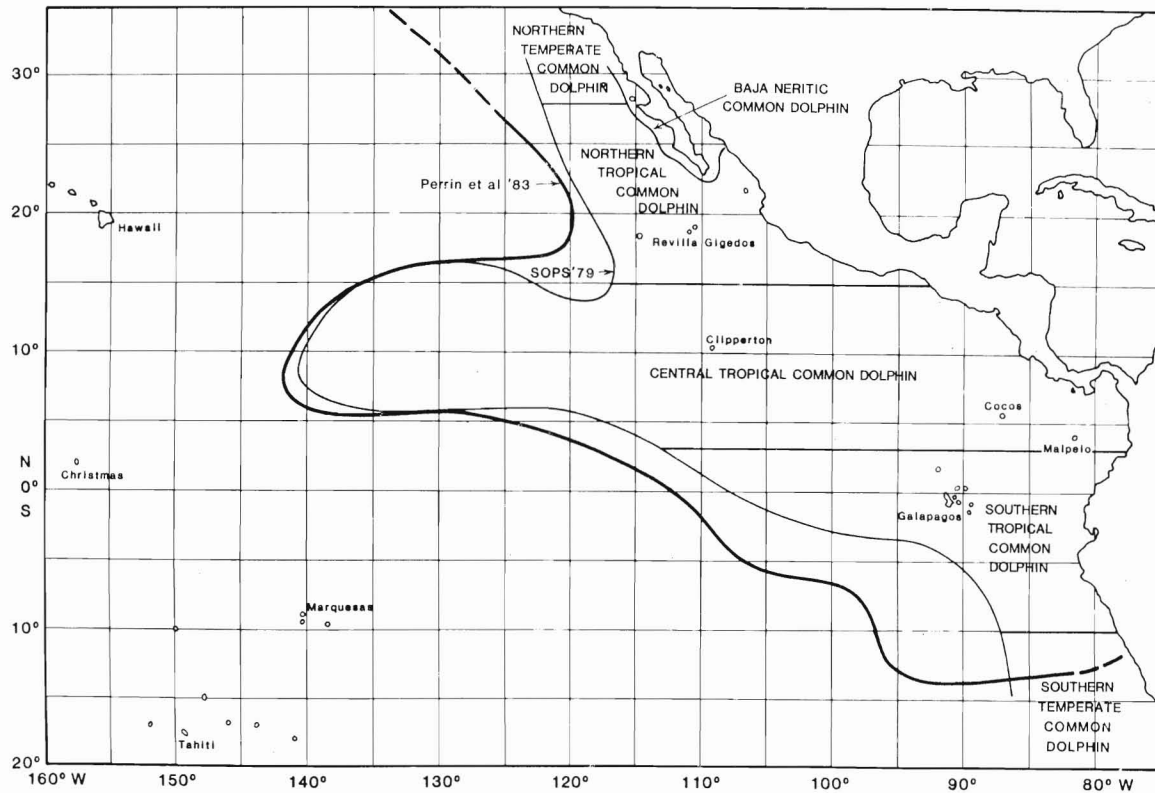 NORTHERN
TEMPERATE
COMMON
DOLPHIN
30°
BAJA NERITIC
COMMON DOLPHIN
NORTHERN
TROPICAL
COMMON
DOLPHIN
Perrin et al '83
20°
Hawaii
Revilla Gigedos
SOPS'79
10°
Clipperton
CENTRAL TROPICAL COMMON DOLPHIN
Cocos
Malpelo
N
0°
S
Christmas
Galapagos
SOUTHERN
TROPICAL
COMMON
DOLPHIN
Marquesas
10°
SOUTHERN
TEMPERATE
COMMON
DOLPHIN
Tahiti
20°
160° W
150°
140°
130°
120°
110°
100°
90°
80° W